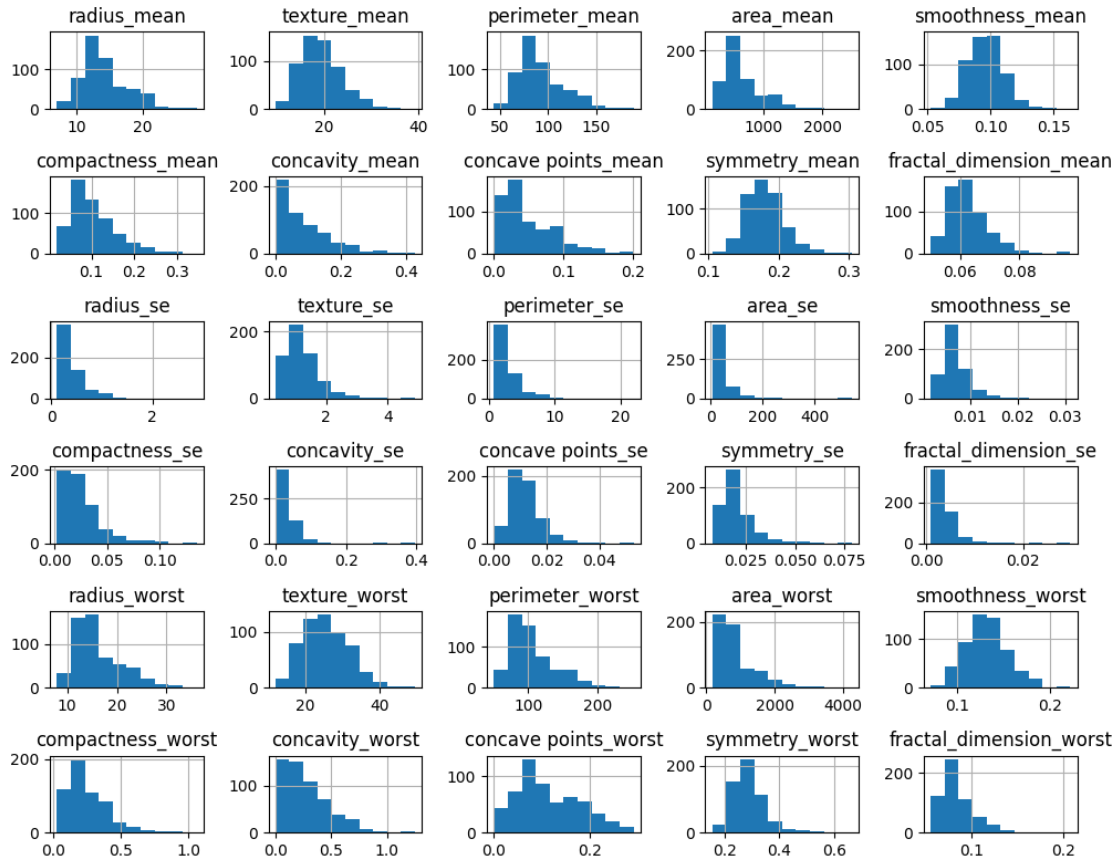 radius_mean texture_mean perimeter_mean area_mean smoothness_mean
100 0 10 20
100 0 20 40
100 0 50 100 150
200 0 1000 2000
100 0 0.05 0.10 0.15
compactness_mean concavity_mean concave points_mean symmetry_mean fractal_dimension_mean
100 0 0.1 0.2 0.3
200 100 0 0.0 0.2 0.4
100 0 0.0 0.1 0.2
100 0 0.1 0.2 0.3
100 0 0.06 0.08
radius_se texture_se perimeter_se area_se smoothness_se
200 0 0 2
200 100 0 2 4
200 0 0 10 20
250 0 0 200 400
200 0 0.01 0.02 0.03
compactness_se concavity_se concave points_se symmetry_se fractal_dimension_se
200 100 0 0.00 0.05 0.10
250 0 0.0 0.2 0.4
200 100 0 0.00 0.02 0.04
200 0 0.025 0.050 0.075
200 0 0.00 0.02
radius_worst texture_worst perimeter_worst area_worst smoothness_worst
100 0 10 20 30
100 0 20 40
100 0 100 200
200 100 0 0 2000 4000
100 0 0.1 0.2
compactness_worst concavity_worst concave points_worst symmetry_worst fractal_dimension_worst
200 100 0 0.0 0.5 1.0
100 0 0.0 0.5 1.0
100 0 0.0 0.2
200 0 0.2 0.4 0.6
200 0 0.1 0.2